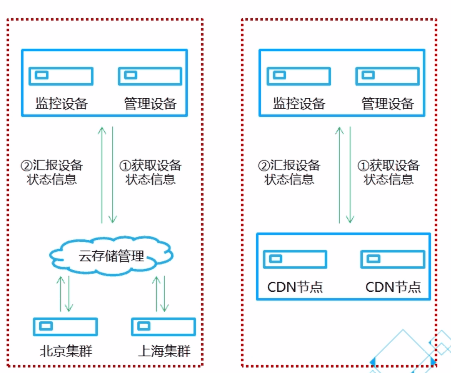 监控设备 管理设备
②汇报设备
状态信息
①获取设备
状态信息
云存储管理
北京集群 上海集群
监控设备 管理设备
②汇报设备
状态信息
①获取设备
状态信息
CDN节点 CDN节点